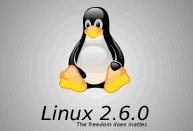 Linux 2.6.0
The freedom does matter.